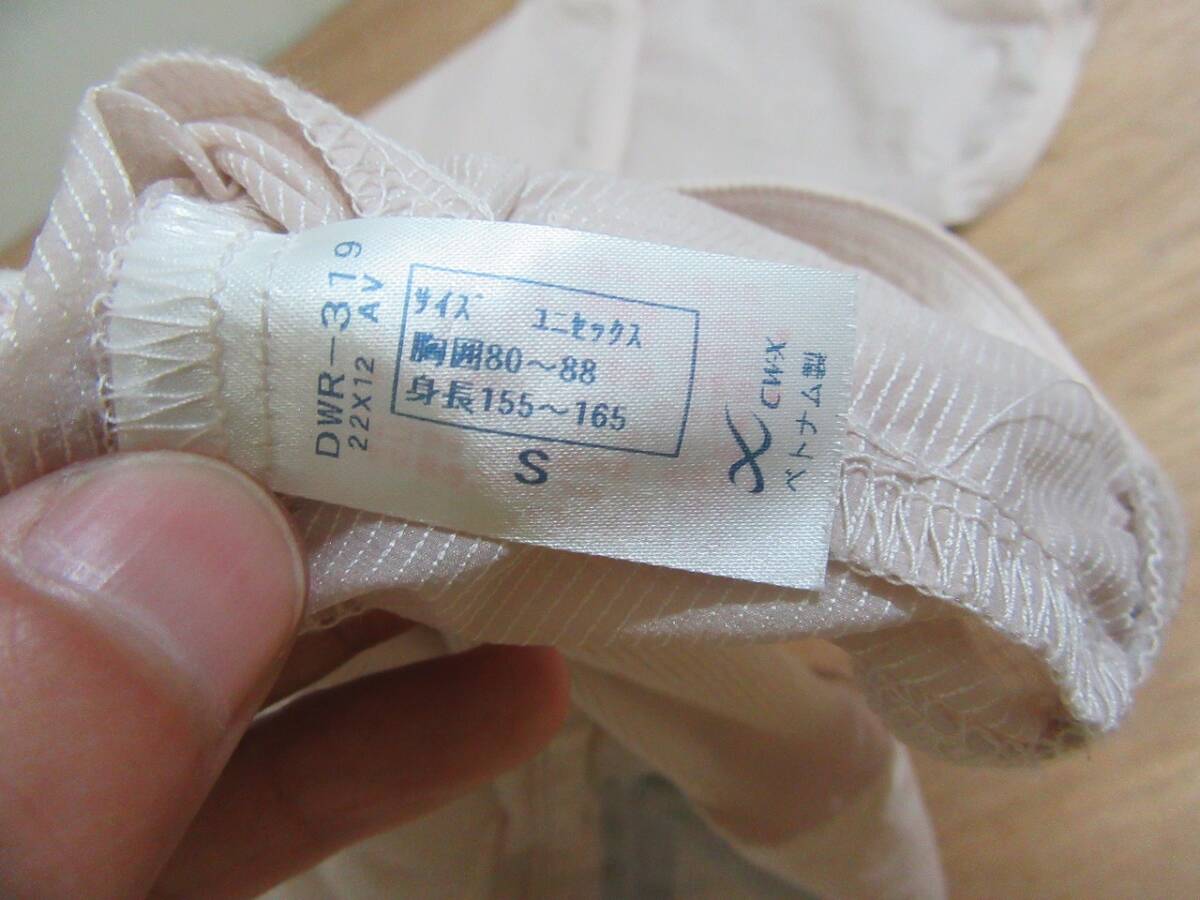 DWR-319
AV
22X12
サイズ ユニセックス
胸囲80〜88
身長155〜165
S
CW-X
ベトナム製